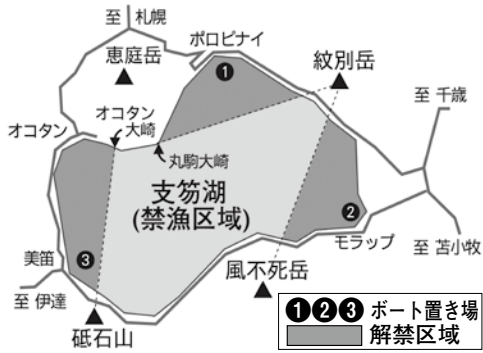 至
札幌
ポロピナイ
恵庭岳
❶
紋別岳
至 千歳
オコタン
大崎
オコタン
丸駒大崎
支笏湖
(禁漁区域)
❷
モラップ
至 苫小牧
美笛
❸
至 伊達
風不死岳
砥石山
❶❷❸ ボート置き場
解禁区域